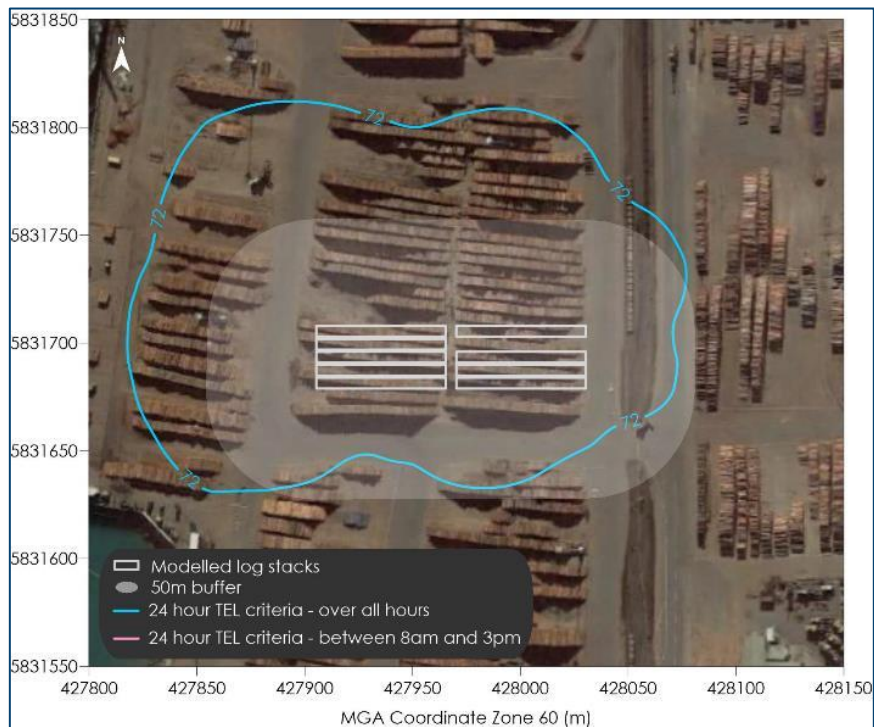 5831850
N
5831800
72
72
5831750
72
5831700
5831650
72
72
5831600
Modelled log stacks
50m buffer
24 hour TEL criteria - over all hours
24 hour TEL criteria - between 8am and 3pm
5831550
427800 427850 427900 427950 428000 428050 428100 428150
MGA Coordinate Zone 60 (m)